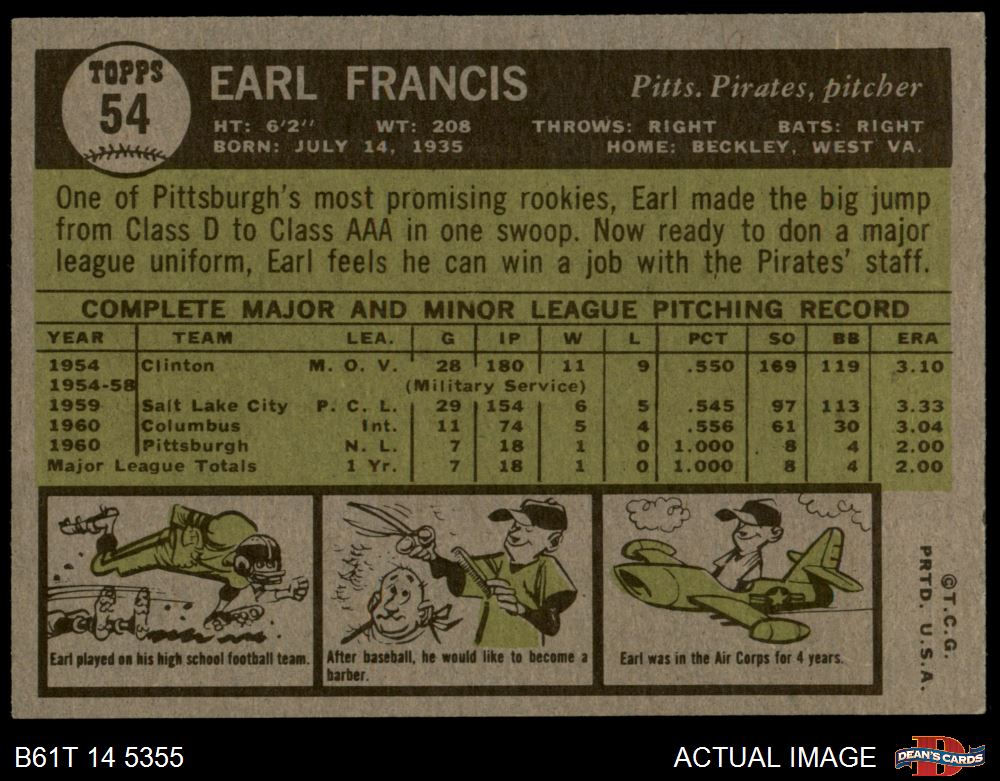 TOPPS
54
EARL FRANCIS
Pitts. Pirates, pitcher
HT: 6'2" WT: 208 THROWS: RIGHT BATS: RIGHT
BORN: JULY 14, 1935 HOME: BECKLEY, WEST VA.
One of Pittsburgh's most promising rookies, Earl made the big jump
from Class D to Class AAA in one swoop. Now ready to don a major
league uniform, Earl feels he can win a job with the Pirates' staff.
COMPLETE MAJOR AND MINOR LEAGUE PITCHING RECORD
YEAR TEAM LEA. G IP W L PCT SO BB ERA
1954 Clinton M. O. V. 28 180 11 9 .550 169 119 3.10
1954-58 (Military Service)
1959 Salt Lake City P. C. L. 29 154 6 5 .545 97 113 3.33
1960 Columbus Int. 11 74 5 4 .556 61 30 3.04
1960 Pittsburgh N. L. 7 18 1 0 1.000 8 4 2.00
Major League Totals 1 Yr. 7 18 1 0 1.000 8 4 2.00
Earl played on his high school football team.
After baseball, he would like to become a
barber.
Earl was in the Air Corps for 4 years.
©T.C.G.
PRTD. U.S.A.
B61T 14 5355
ACTUAL IMAGE
D
DEAN'S CARDS